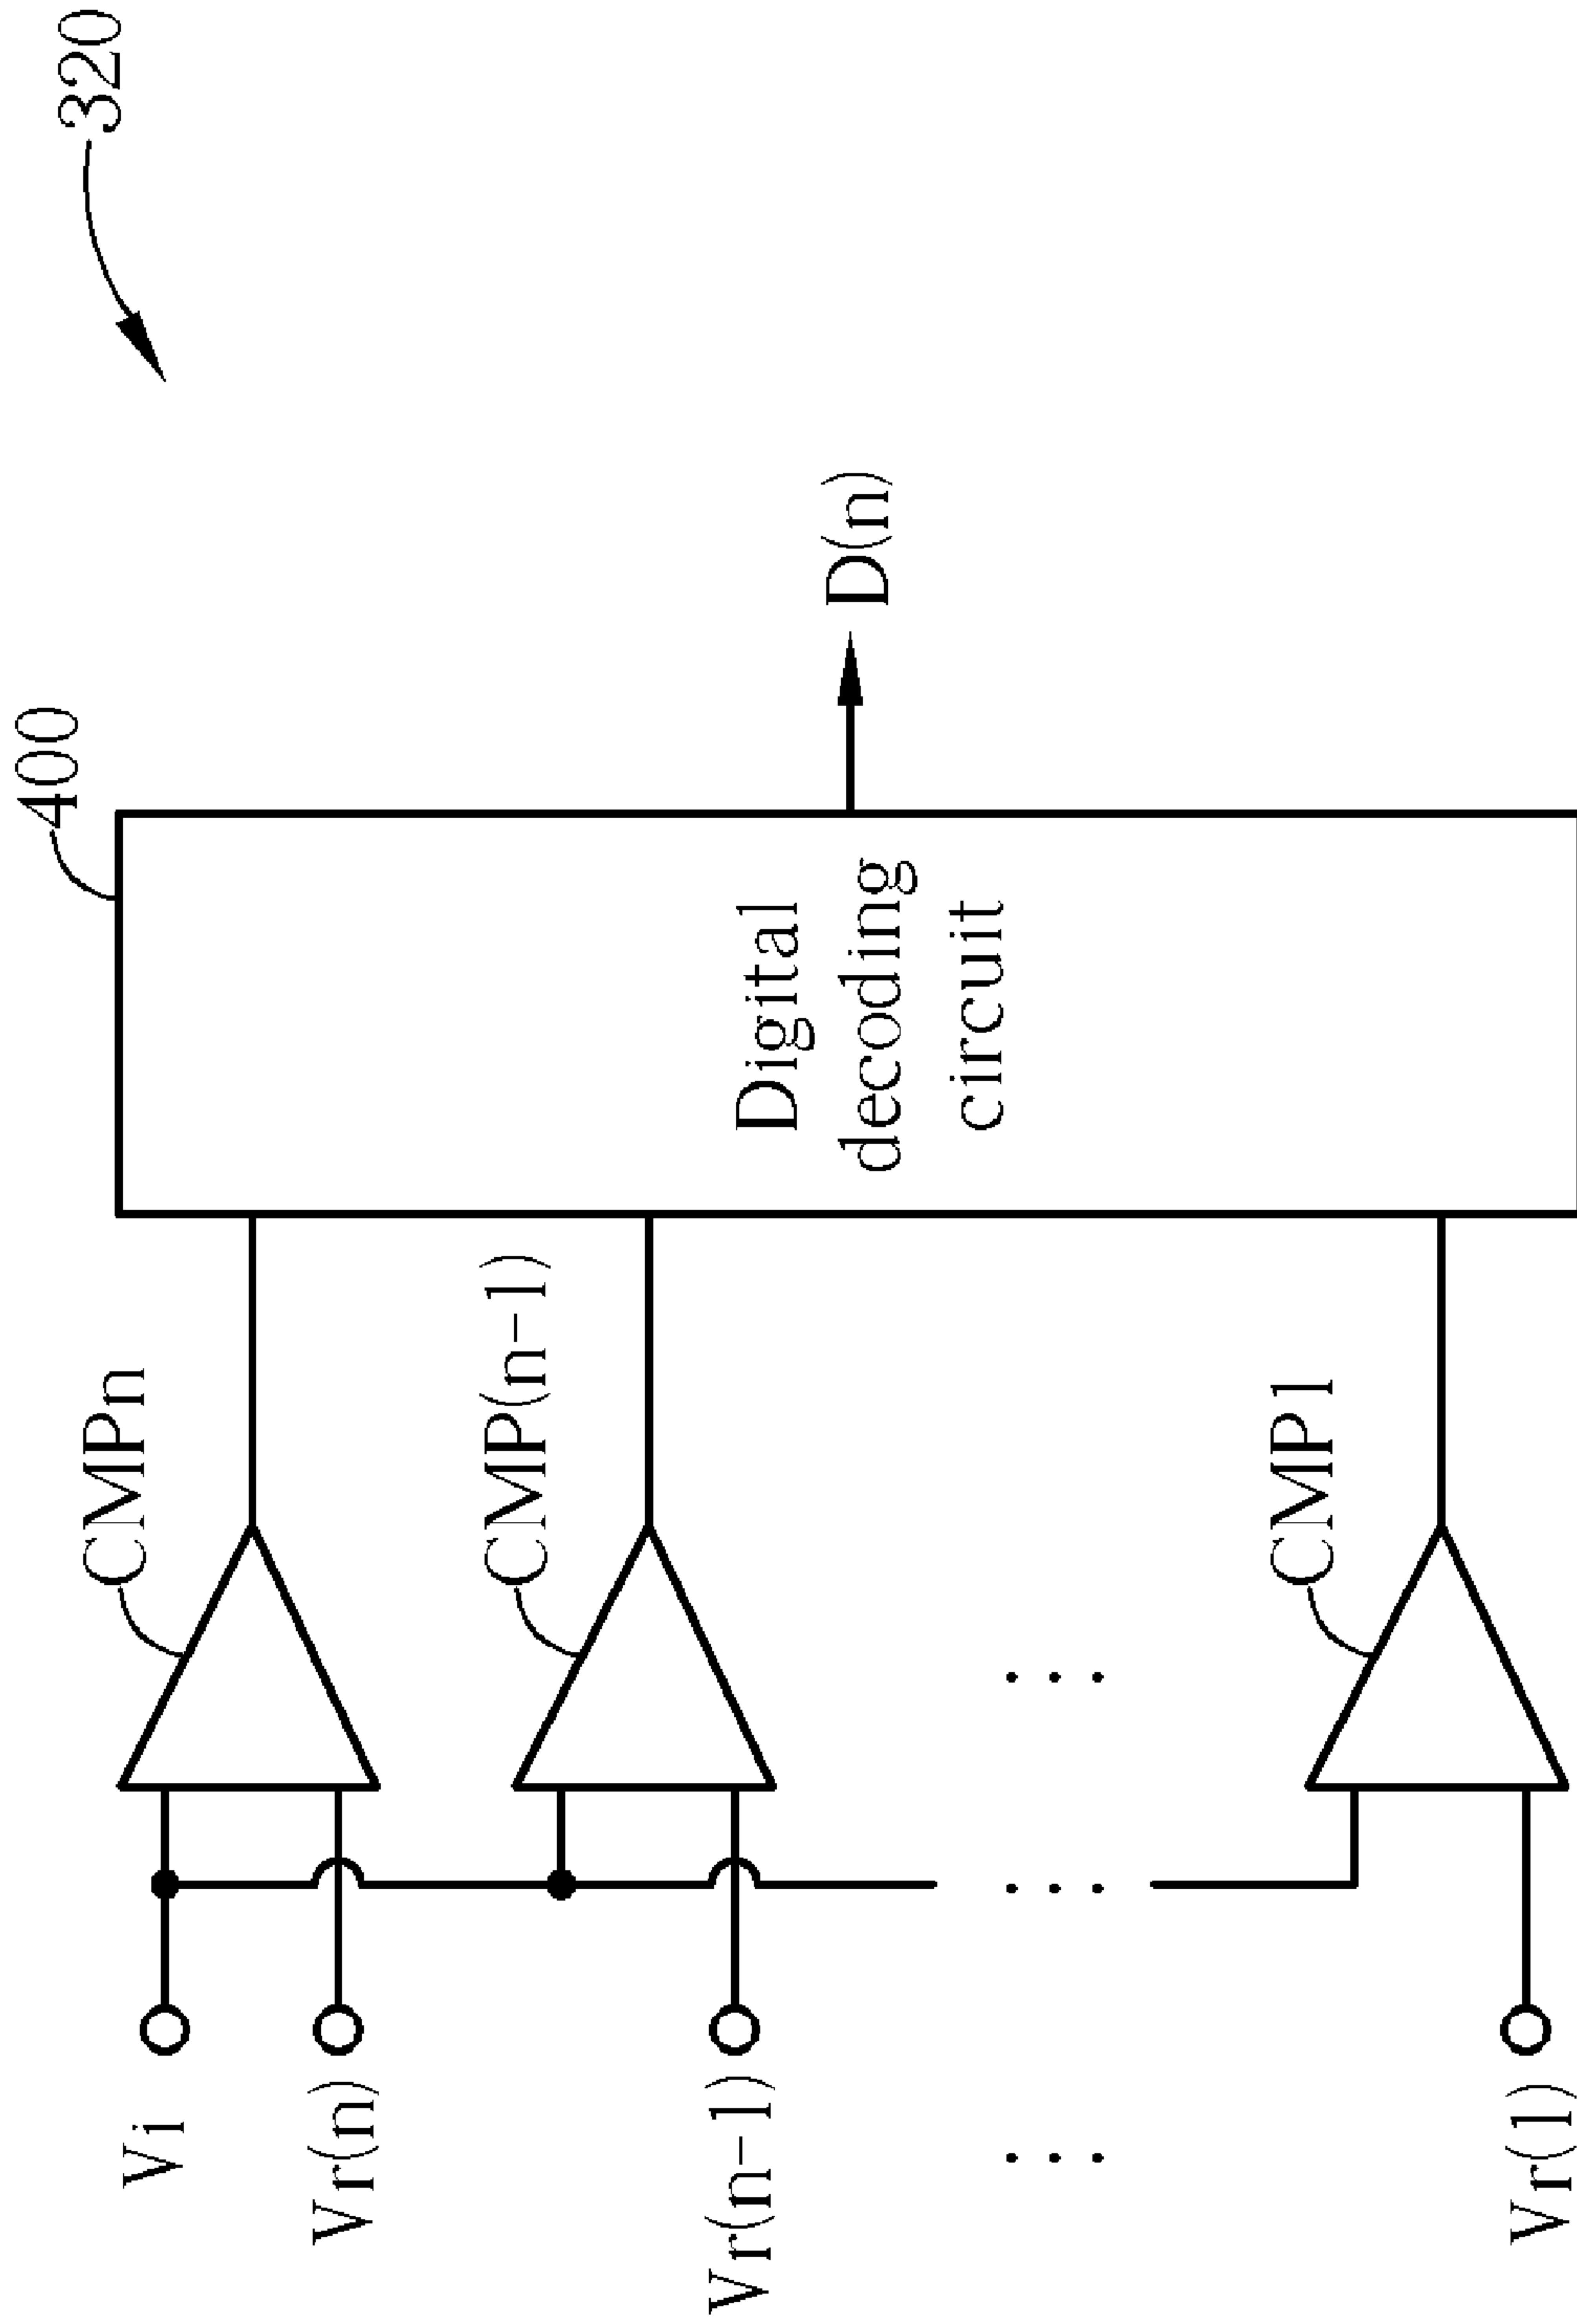 320
400
Vi
CMPn
Vr(n)
CMP(n-1)
Vr(n-1)
Digital
decoding
circuit
D(n)
...
...
...
CMP1
Vr(1)